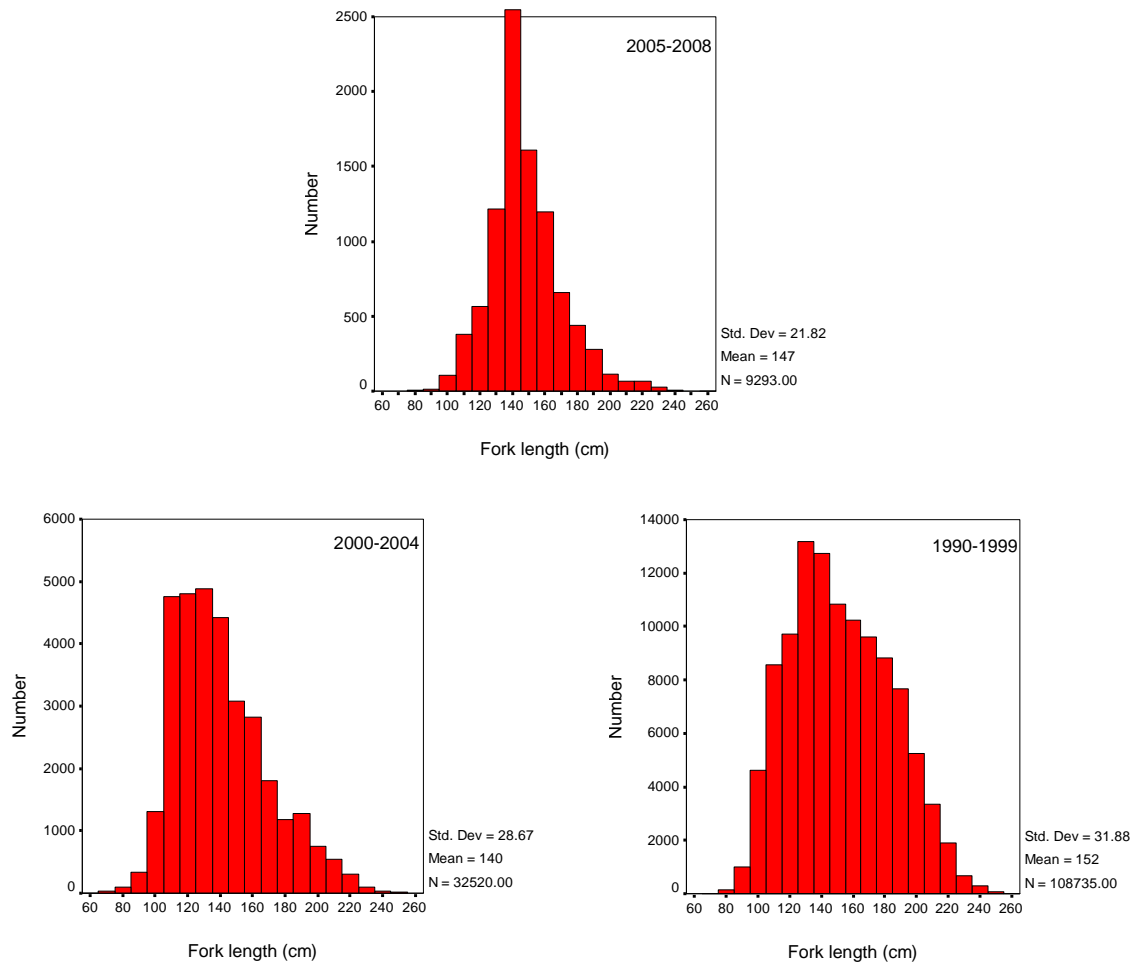 2005-2008
2500
2000
1500
1000
500
0
Number
60 80 100 120 140 160 180 200 220 240 260
Fork length (cm)
Std. Dev = 21.82
Mean = 147
N = 9293.00
2000-2004
6000
5000
4000
3000
2000
1000
0
Number
60 80 100 120 140 160 180 200 220 240 260
Fork length (cm)
Std. Dev = 28.67
Mean = 140
N = 32520.00
1990-1999
14000
12000
10000
8000
6000
4000
2000
0
Number
60 80 100 120 140 160 180 200 220 240 260
Fork length (cm)
Std. Dev = 31.88
Mean = 152
N = 108735.00